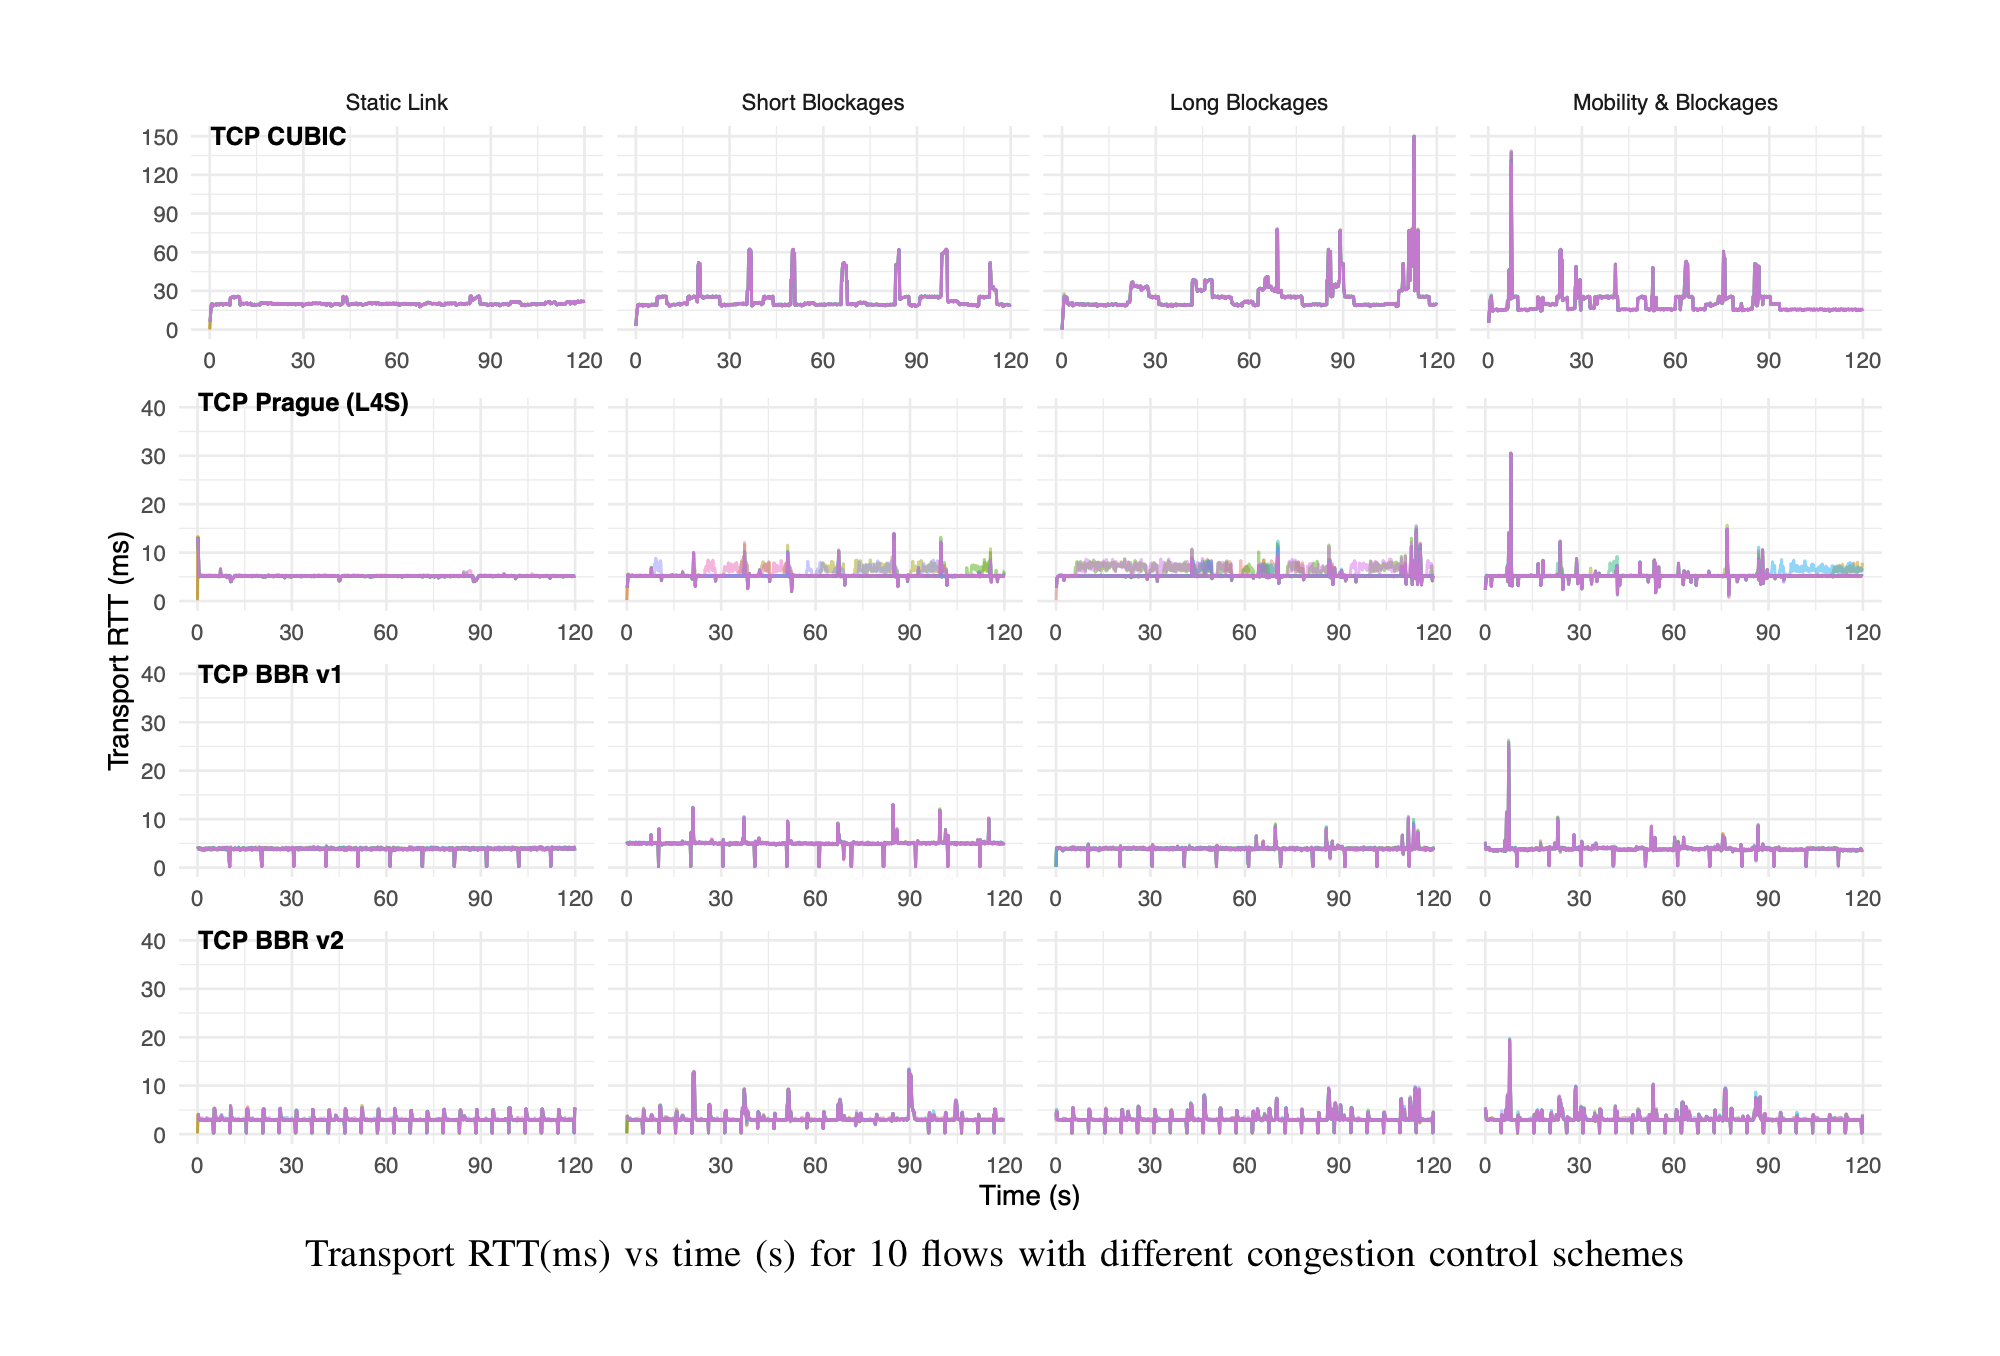 Static Link Short Blockages Long Blockages Mobility & Blockages
TCP CUBIC
150
120
90
60
30
0
0 30 60 90 120 0 30 60 90 120 0 30 60 90 120 0 30 60 90 120
TCP Prague (L4S)
40
30
20
10
0
0 30 60 90 120 0 30 60 90 120 0 30 60 90 120 0 30 60 90 120
Transport RTT (ms)
TCP BBR v1
40
30
20
10
0
0 30 60 90 120 0 30 60 90 120 0 30 60 90 120 0 30 60 90 120
TCP BBR v2
40
30
20
10
0
0 30 60 90 120 0 30 60 90 120 0 30 60 90 120 0 30 60 90 120
Time (s)
Transport RTT(ms) vs time (s) for 10 flows with different congestion control schemes